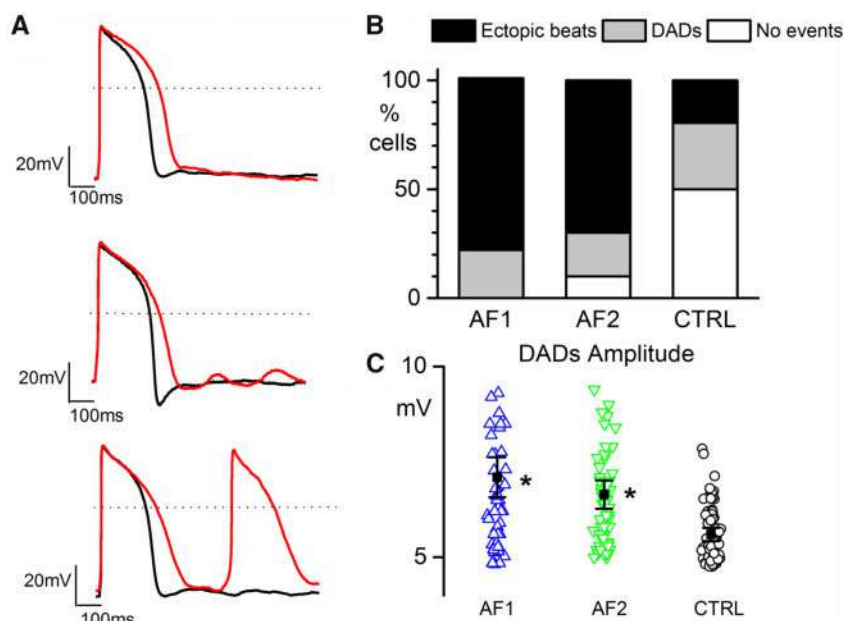 A
20mV
100ms
20mV
100ms
20mV
100ms
B
Ectopic beats DADs No events
100
%
cells
50
0
AF1 AF2 CTRL
C
DADs Amplitude
10
mV
5
*
*
AF1 AF2 CTRL